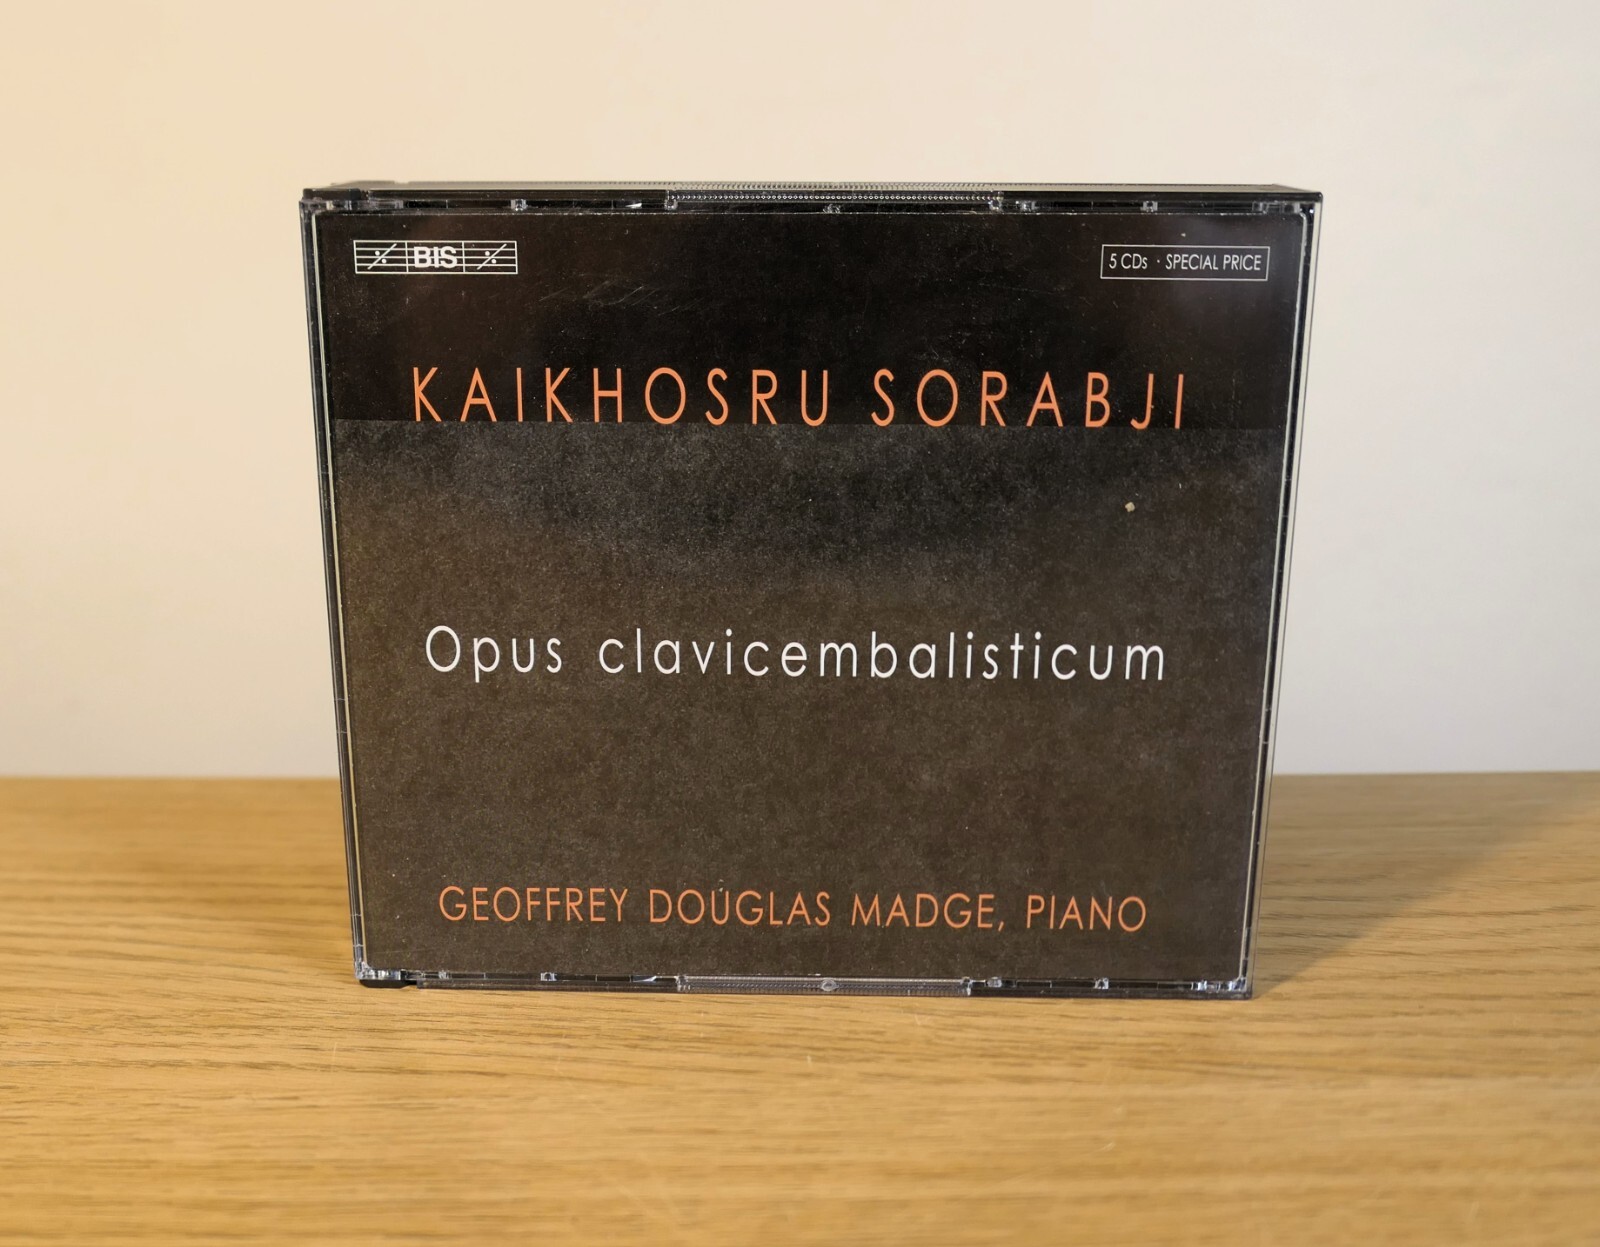 BIS
5 CDs · SPECIAL PRICE
KAIKHOSRU SORABJI
Opus clavicembalisticum
GEOFFREY DOUGLAS MADGE, PIANO